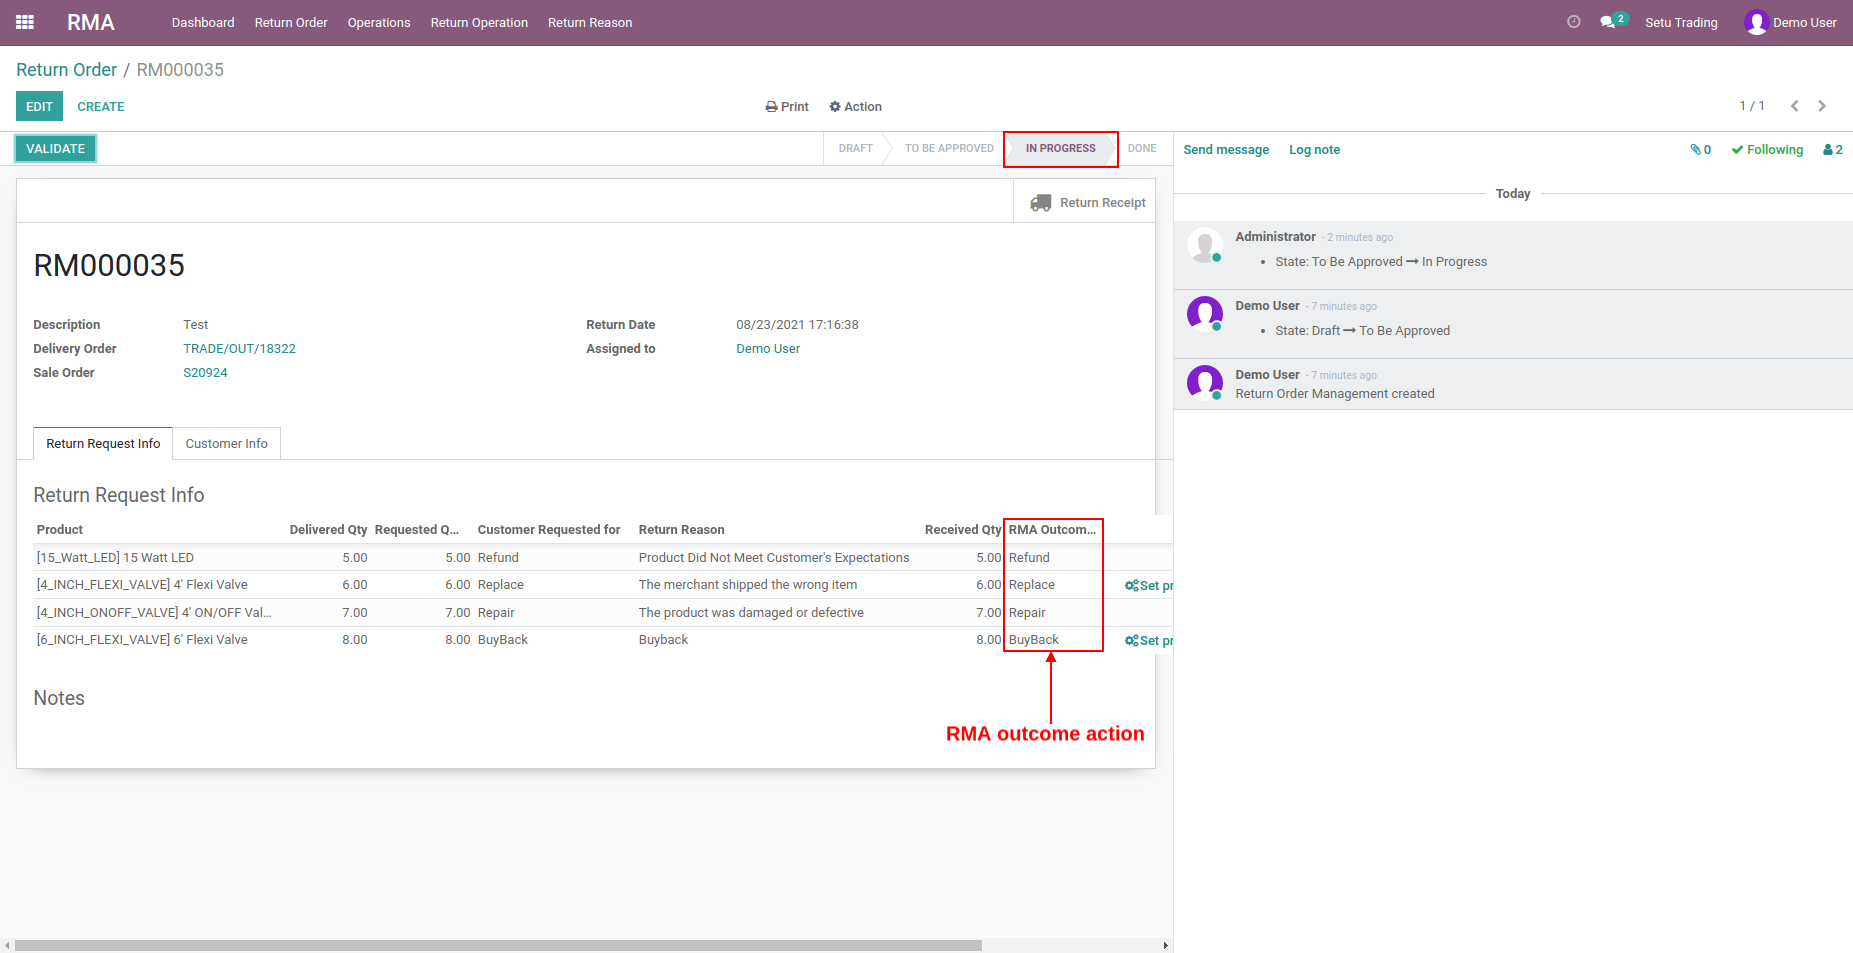 RMA Dashboard Return Order Operations Return Operation Return Reason 2 Setu Trading Demo User
Return Order / RM000035
EDIT CREATE Print Action 1 / 1
VALIDATE DRAFT TO BE APPROVED IN PROGRESS DONE
Send message Log note 0 Following 2
Return Receipt
RM000035
Description Test
Delivery Order TRADE/OUT/18322
Sale Order S20924
Return Date 08/23/2021 17:16:38
Assigned to Demo User
Return Request Info Customer Info
Return Request Info
Product Delivered Qty Requested Q... Customer Requested for Return Reason Received Qty RMA Outcom...
[15_Watt_LED] 15 Watt LED 5.00 5.00 Refund Product Did Not Meet Customer's Expectations 5.00 Refund
[4_INCH_FLEXI_VALVE] 4' Flexi Valve 6.00 6.00 Replace The merchant shipped the wrong item 6.00 Replace Set pr
[4_INCH_ONOFF_VALVE] 4' ON/OFF Val... 7.00 7.00 Repair The product was damaged or defective 7.00 Repair
[6_INCH_FLEXI_VALVE] 6' Flexi Valve 8.00 8.00 BuyBack Buyback 8.00 BuyBack Set pr
Notes
RMA outcome action
Today
Administrator - 2 minutes ago
• State: To Be Approved → In Progress
Demo User - 7 minutes ago
• State: Draft → To Be Approved
Demo User - 7 minutes ago
Return Order Management created